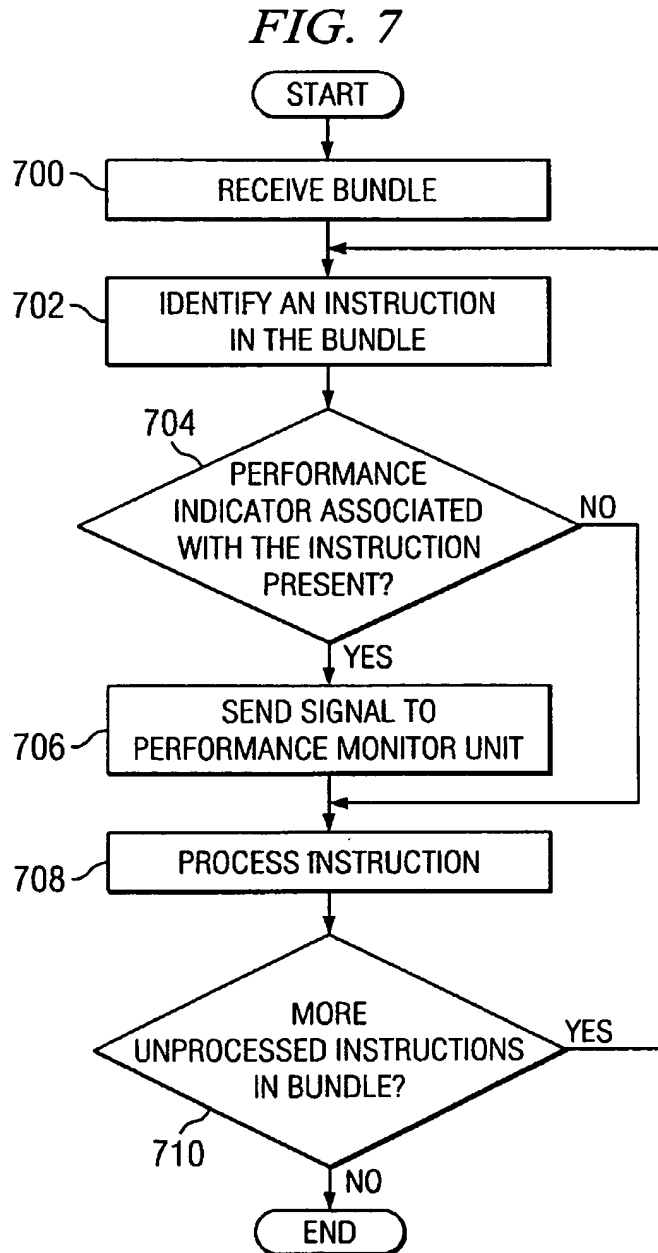 FIG. 7
START
700
RECEIVE BUNDLE
702
IDENTIFY AN INSTRUCTION
IN THE BUNDLE
704
PERFORMANCE
INDICATOR ASSOCIATED
WITH THE INSTRUCTION
PRESENT?
NO
YES
706
SEND SIGNAL TO
PERFORMANCE MONITOR UNIT
708
PROCESS INSTRUCTION
MORE
UNPROCESSED INSTRUCTIONS
IN BUNDLE?
YES
710
NO
END